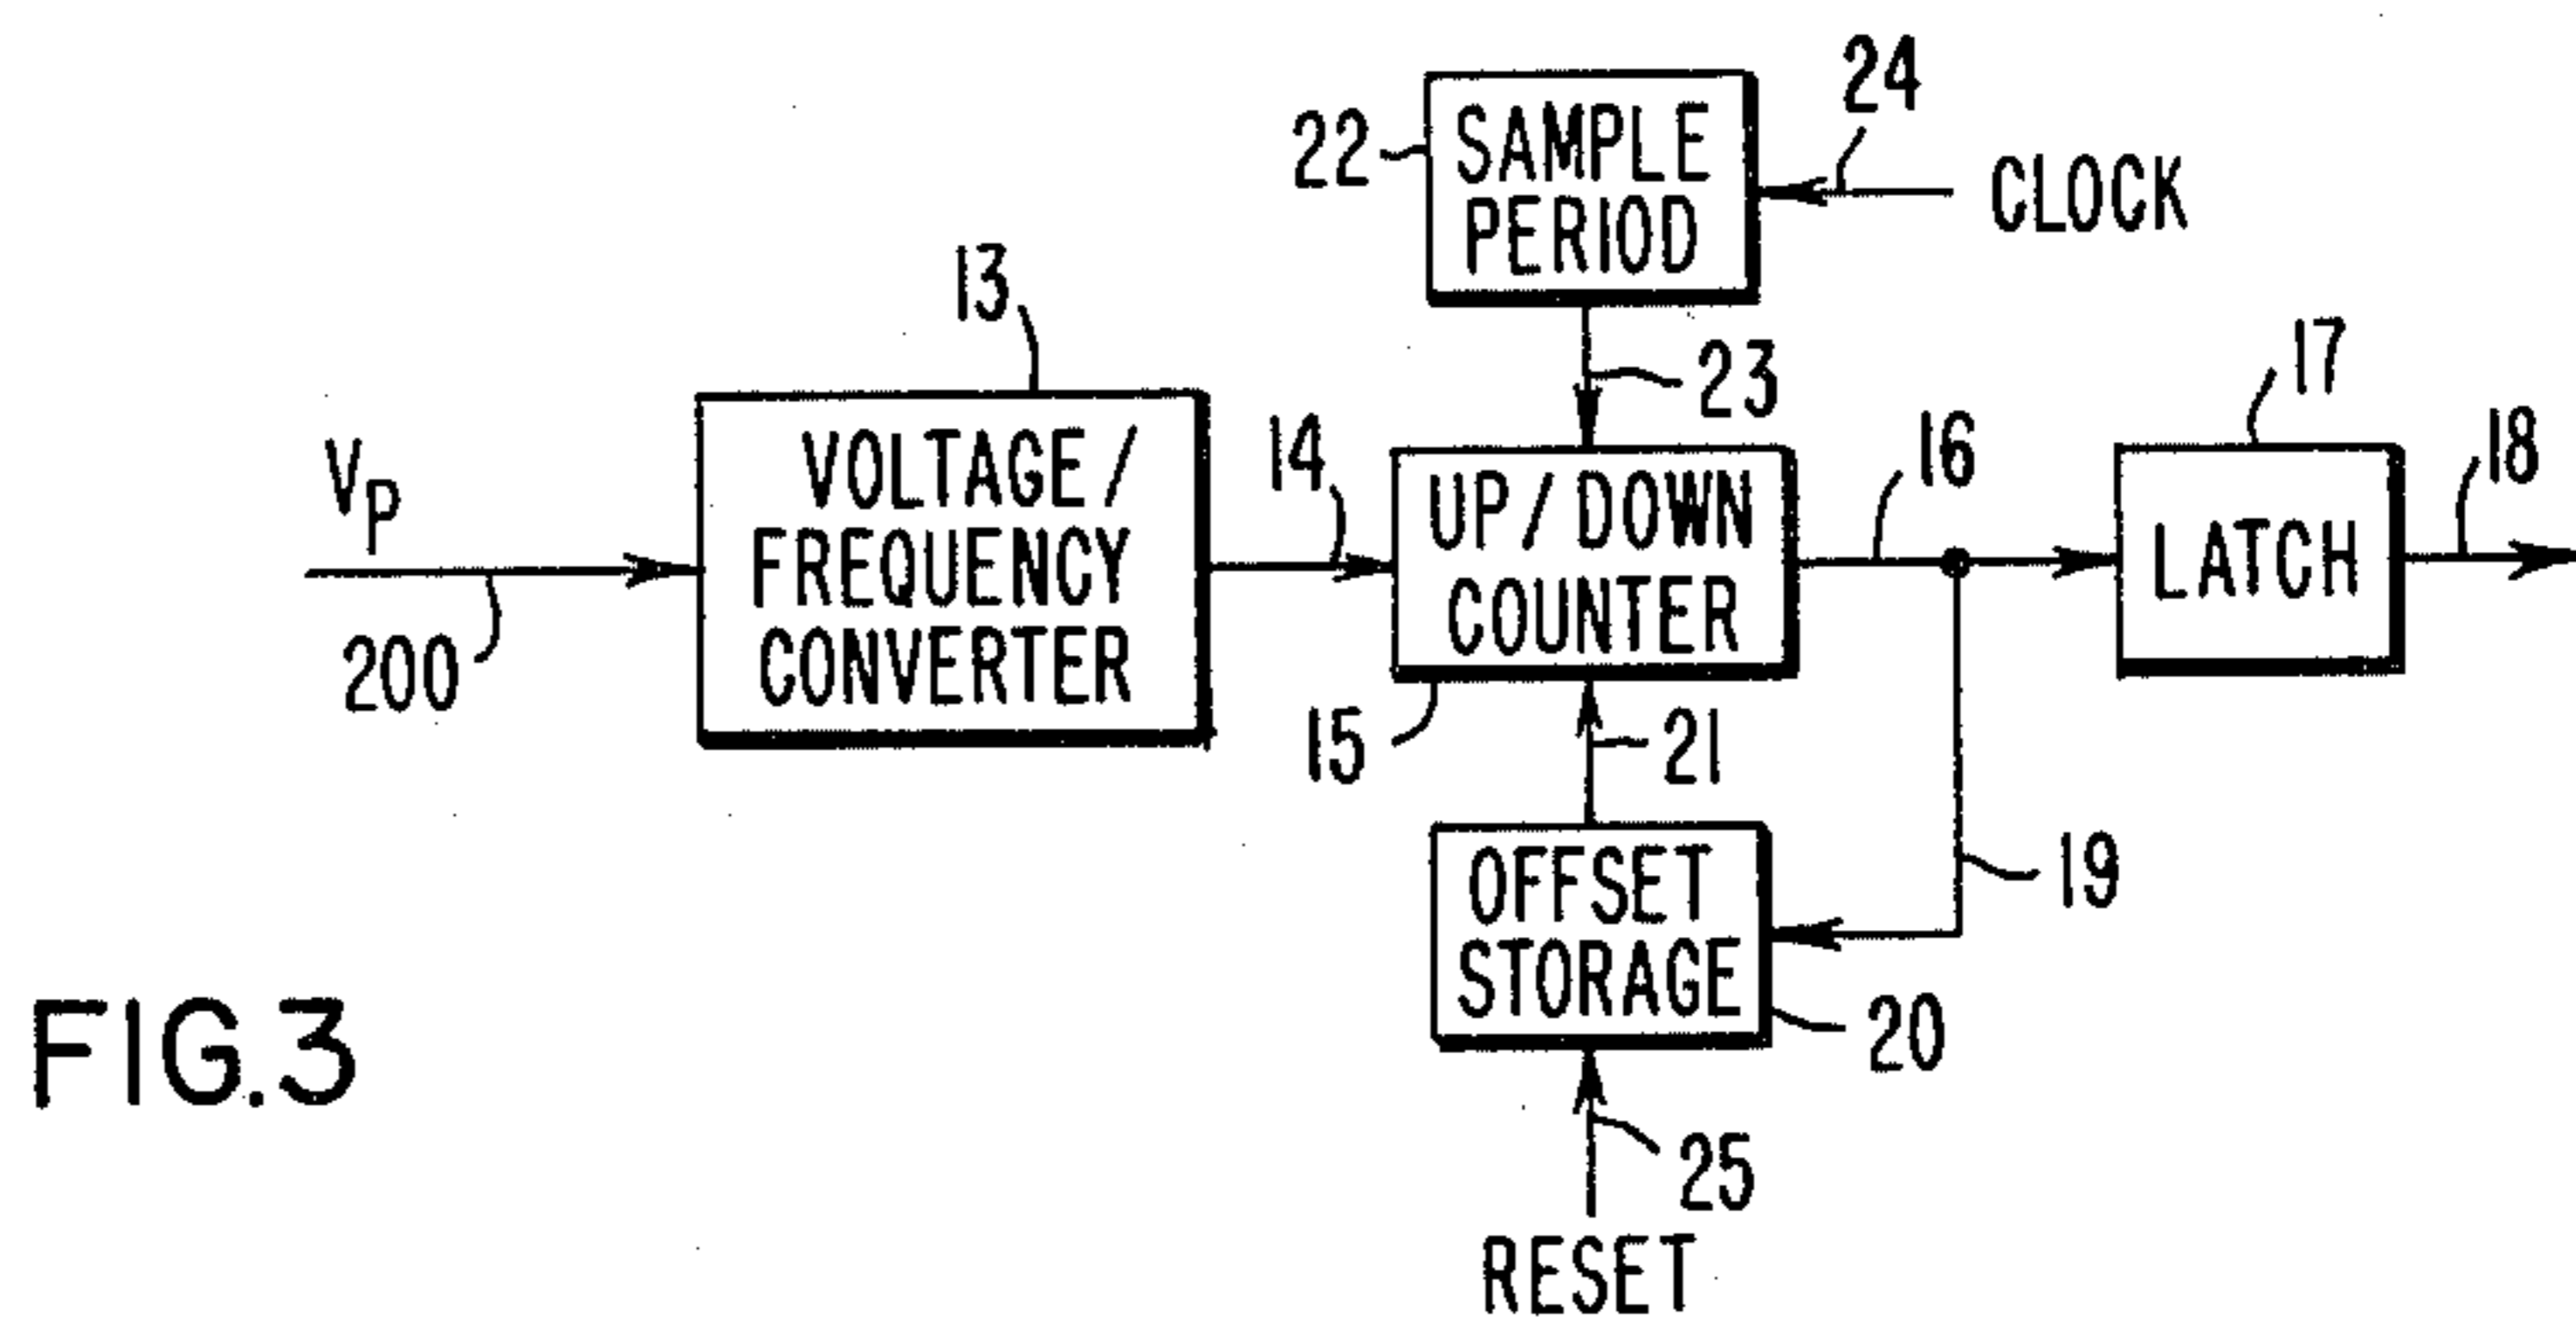 24
22
SAMPLE
PERIOD
CLOCK
13
23
17
14
16
18
V_P
VOLTAGE/
FREQUENCY
CONVERTER
UP/DOWN
COUNTER
LATCH
200
15
21
19
OFFSET
STORAGE
20
FIG.3
25
RESET